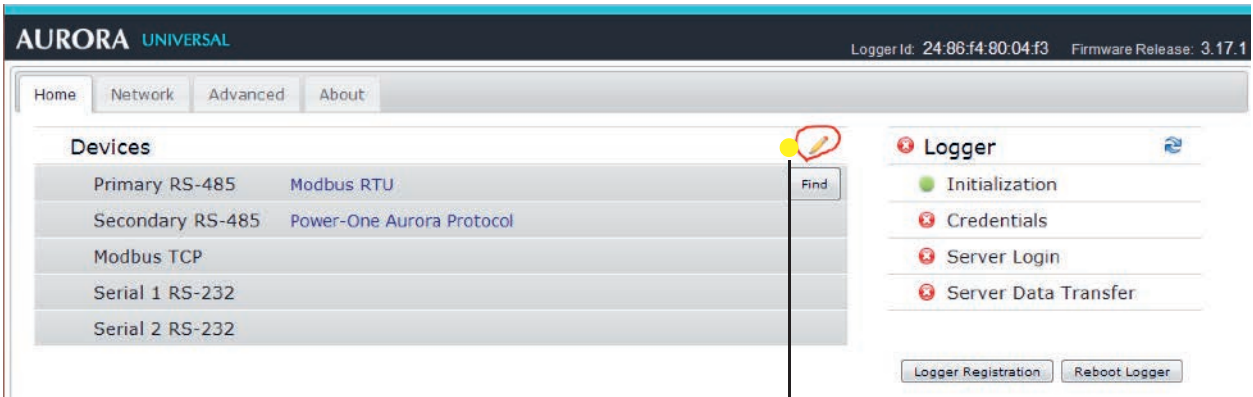 AURORA UNIVERSAL
Logger Id: 24:86:f4:80:04:f3 Firmware Release: 3.17.1
Home Network Advanced About
Devices
Primary RS-485 Modbus RTU Find
Secondary RS-485 Power-One Aurora Protocol
Modbus TCP
Serial 1 RS-232
Serial 2 RS-232
Logger
Initialization
Credentials
Server Login
Server Data Transfer
Logger Registration Reboot Logger